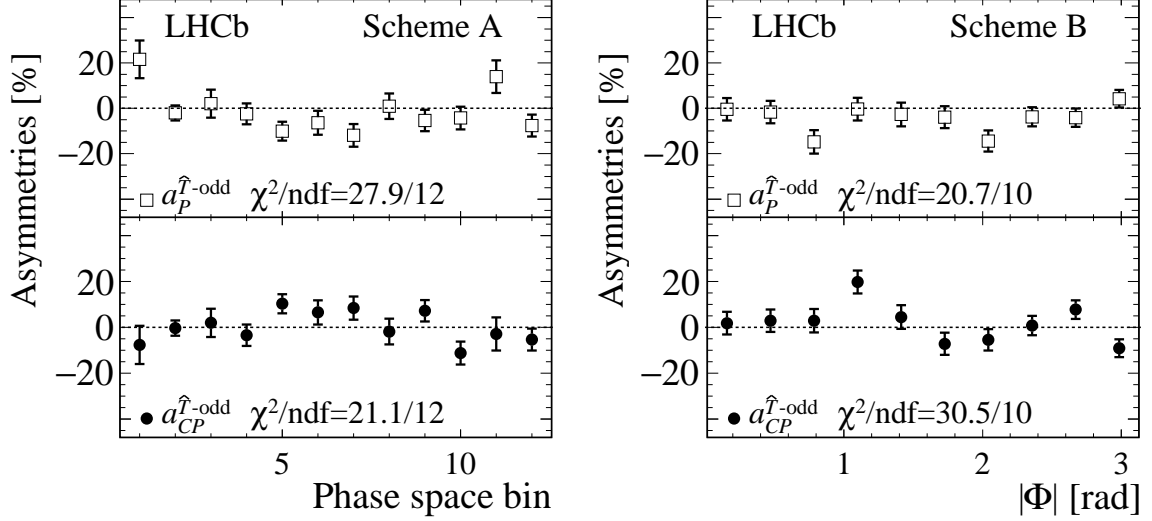 LHCb Scheme A
Asymmetries [%]
20
0
−20
a_P^{T̂-odd} χ²/ndf=27.9/12
20
0
−20
a_{CP}^{T̂-odd} χ²/ndf=21.1/12
5 10
Phase space bin
LHCb Scheme B
Asymmetries [%]
20
0
−20
a_P^{T̂-odd} χ²/ndf=20.7/10
20
0
−20
a_{CP}^{T̂-odd} χ²/ndf=30.5/10
1 2 3
|Φ| [rad]